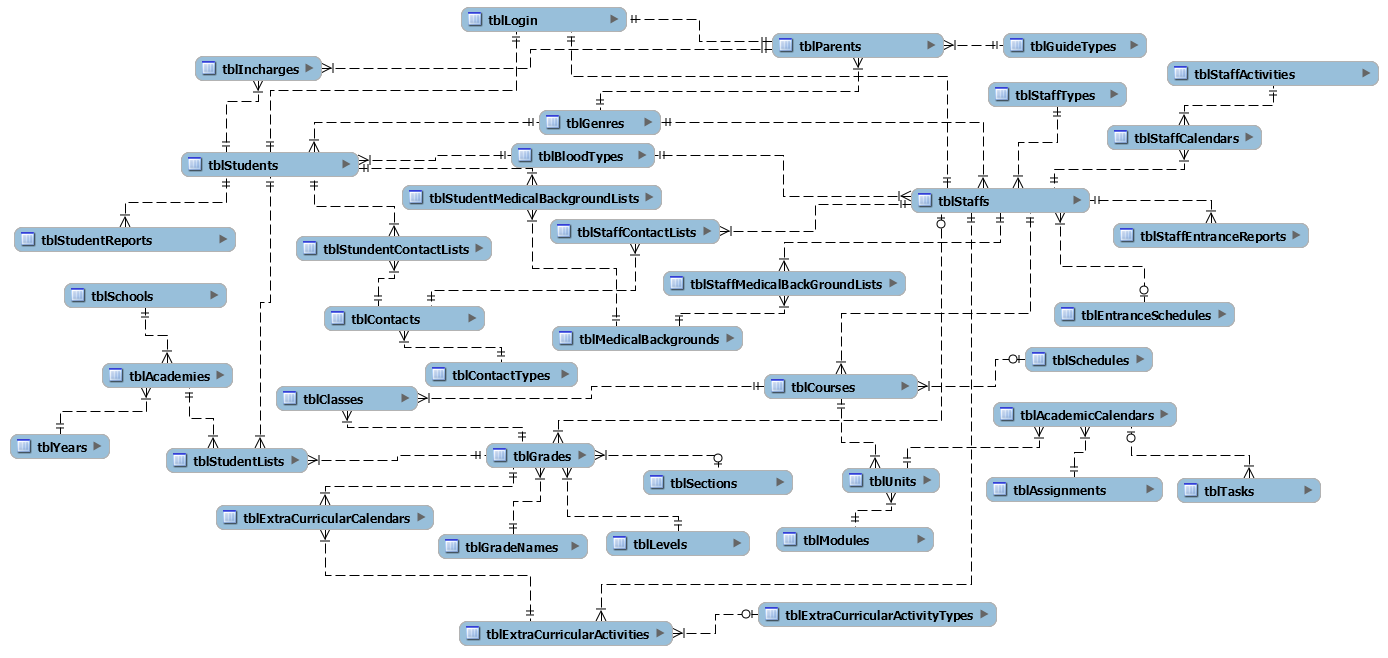 tblLogin
tblParents
tblGuideTypes
tblIncharges
tblStaffActivities
tblStaffTypes
tblGenres
tblStaffCalendars
tblStudents
tblBloodTypes
tblStudentMedicalBackgroundLists
tblStaffs
tblStudentReports
tblStundentContactLists
tblStaffContactLists
tblStaffEntranceReports
tblSchools
tblStaffMedicalBackGroundLists
tblContacts
tblMedicalBackgrounds
tblEntranceSchedules
tblAcademies
tblContactTypes
tblSchedules
tblClasses
tblCourses
tblAcademicCalendars
tblYears
tblStudentLists
tblGrades
tblSections
tblUnits
tblAssignments
tblTasks
tblExtraCurricularCalendars
tblGradeNames
tblLevels
tblModules
tblExtraCurricularActivityTypes
tblExtraCurricularActivities